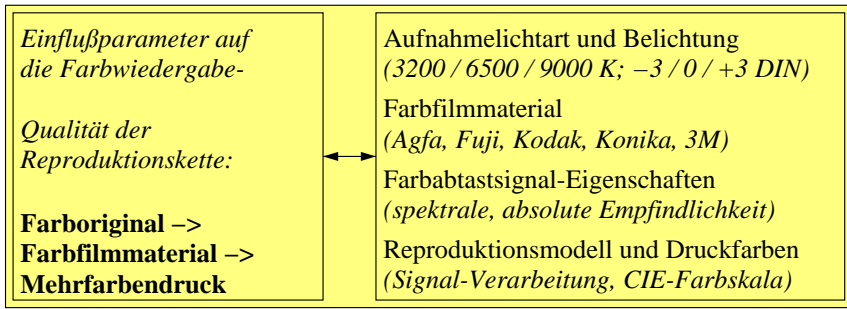 Einflußparameter auf
die Farbwiedergabe-
Qualität der
Reproduktionskette:
Farboriginal −>
Farbfilmmaterial −>
Mehrfarbendruck
Aufnahmelichtart und Belichtung
(3200 / 6500 / 9000 K; −3 / 0 / +3 DIN)
Farbfilmmaterial
(Agfa, Fuji, Kodak, Konika, 3M)
Farbabtastsignal-Eigenschaften
(spektrale, absolute Empfindlichkeit)
Reproduktionsmodell und Druckfarben
(Signal-Verarbeitung, CIE-Farbskala)